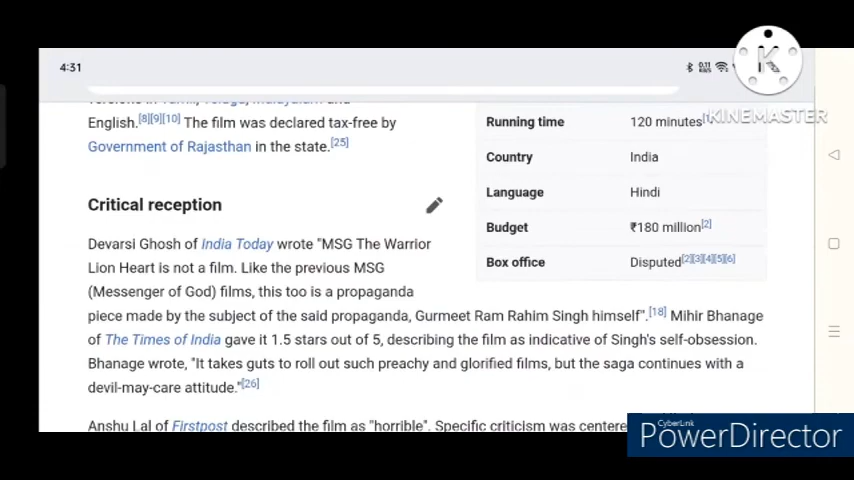 4:31
KINEMASTER
English.[8][9][10] The film was declared tax-free by
Government of Rajasthan in the state.[25]
Running time 120 minutes
Country India
Language Hindi
Budget ₹180 million[2]
Box office Disputed[2][3][4][5][6]
Critical reception
Devarsi Ghosh of India Today wrote "MSG The Warrior
Lion Heart is not a film. Like the previous MSG
(Messenger of God) films, this too is a propaganda
piece made by the subject of the said propaganda, Gurmeet Ram Rahim Singh himself".[18] Mihir Bhanage
of The Times of India gave it 1.5 stars out of 5, describing the film as indicative of Singh's self-obsession.
Bhanage wrote, "It takes guts to roll out such preachy and glorified films, but the saga continues with a
devil-may-care attitude."[26]
Anshu Lal of Firstpost described the film as "horrible". Specific criticism was centere
CyberLink
PowerDirector